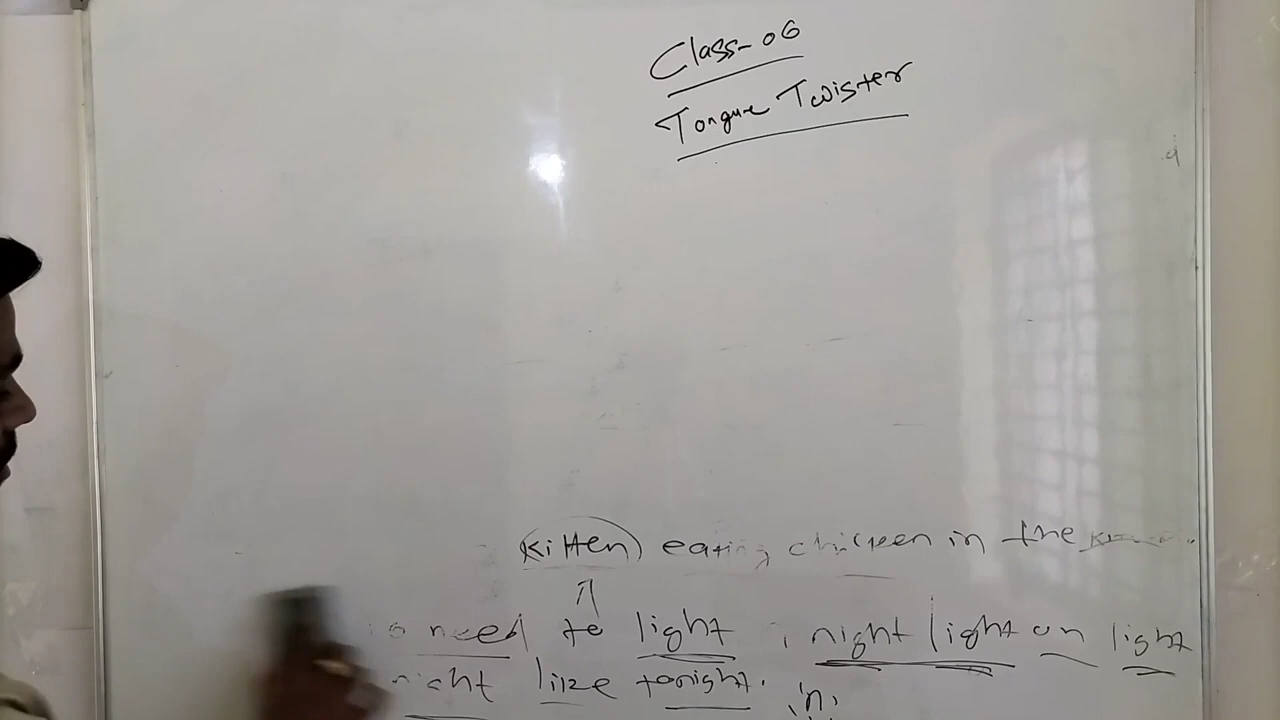 Class-06
Tongue Twister
Kitten eating chicken in the
need to light night light on light
night like tonight.
'n'